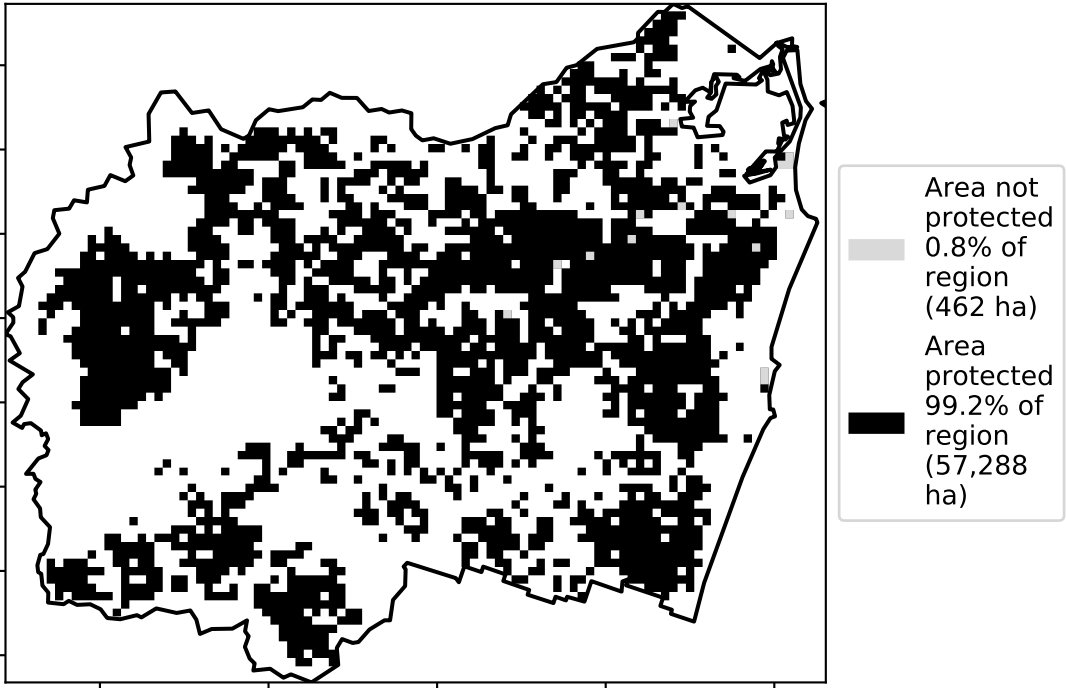 Area not
protected
0.8% of
region
(462 ha)
Area
protected
99.2% of
region
(57,288
ha)